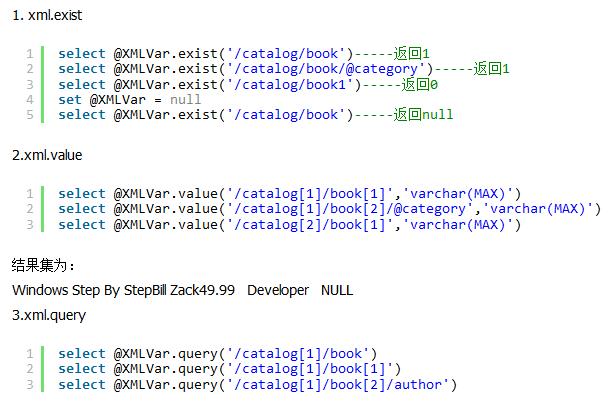 1. xml.exist
1 select @XMLVar.exist('/catalog/book')-----返回1
2 select @XMLVar.exist('/catalog/book/@category')-----返回1
3 select @XMLVar.exist('/catalog/book1')-----返回0
4 set @XMLVar = null
5 select @XMLVar.exist('/catalog/book')-----返回null
2.xml.value
1 select @XMLVar.value('/catalog[1]/book[1]','varchar(MAX)')
2 select @XMLVar.value('/catalog[1]/book[2]/@category','varchar(MAX)')
3 select @XMLVar.value('/catalog[2]/book[1]','varchar(MAX)')
结果集为：
Windows Step By StepBill Zack49.99 Developer NULL
3.xml.query
1 select @XMLVar.query('/catalog[1]/book')
2 select @XMLVar.query('/catalog[1]/book[1]')
3 select @XMLVar.query('/catalog[1]/book[2]/author')